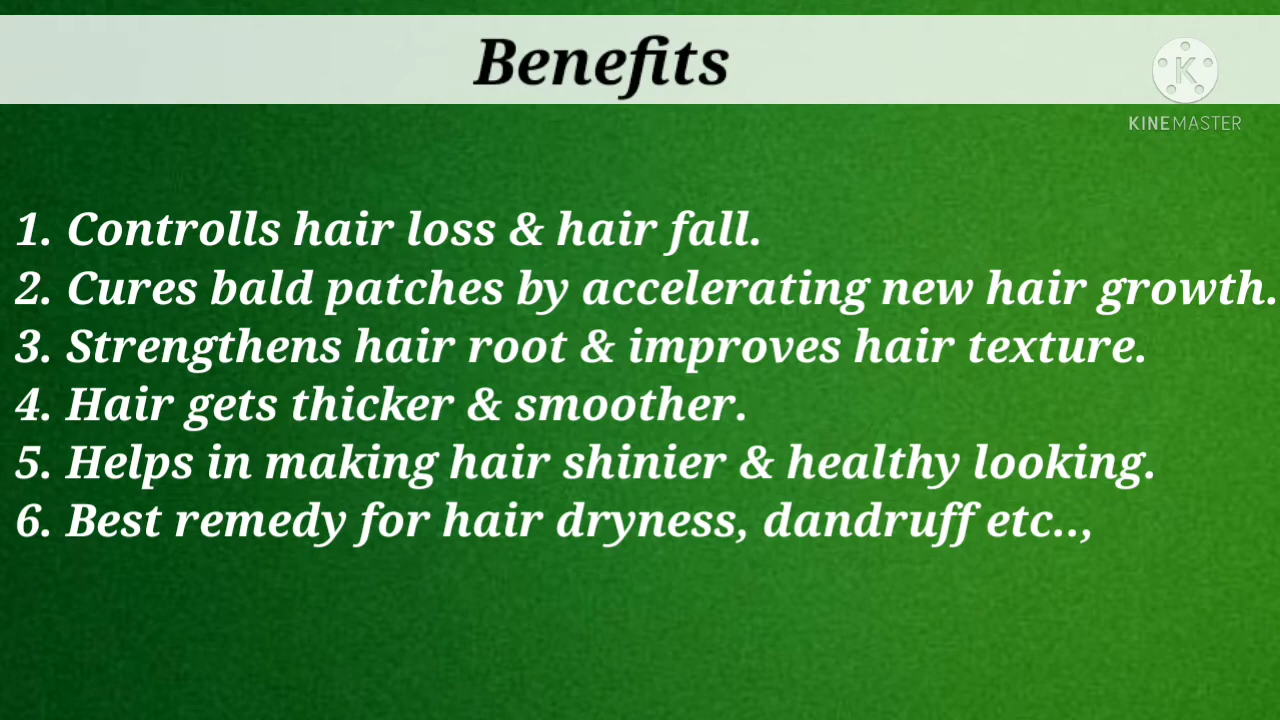 Benefits
K
KINEMASTER
1. Controlls hair loss & hair fall.
2. Cures bald patches by accelerating new hair growth.
3. Strengthens hair root & improves hair texture.
4. Hair gets thicker & smoother.
5. Helps in making hair shinier & healthy looking.
6. Best remedy for hair dryness, dandruff etc..,